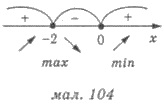 + − +
−2 0 x
max min
мал. 104